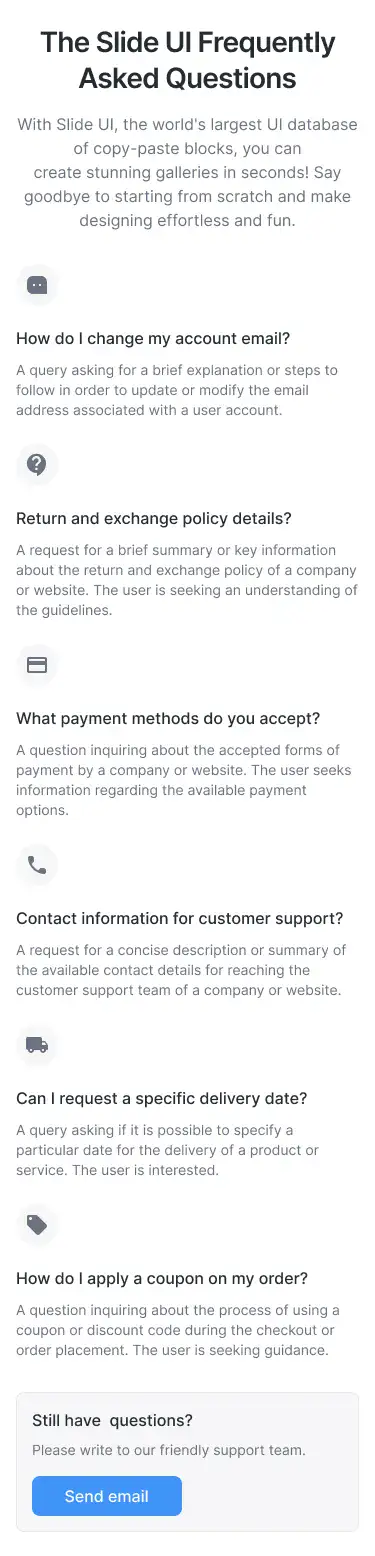 The Slide UI Frequently
Asked Questions
With Slide UI, the world's largest UI database
of copy-paste blocks, you can
create stunning galleries in seconds! Say
goodbye to starting from scratch and make
designing effortless and fun.
How do I change my account email?
A query asking for a brief explanation or steps to
follow in order to update or modify the email
address associated with a user account.
Return and exchange policy details?
A request for a brief summary or key information
about the return and exchange policy of a company
or website. The user is seeking an understanding of
the guidelines.
What payment methods do you accept?
A question inquiring about the accepted forms of
payment by a company or website. The user seeks
information regarding the available payment
options.
Contact information for customer support?
A request for a concise description or summary of
the available contact details for reaching the
customer support team of a company or website.
Can I request a specific delivery date?
A query asking if it is possible to specify a
particular date for the delivery of a product or
service. The user is interested.
How do I apply a coupon on my order?
A question inquiring about the process of using a
coupon or discount code during the checkout or
order placement. The user is seeking guidance.
Still have  questions?
Please write to our friendly support team.
Send email